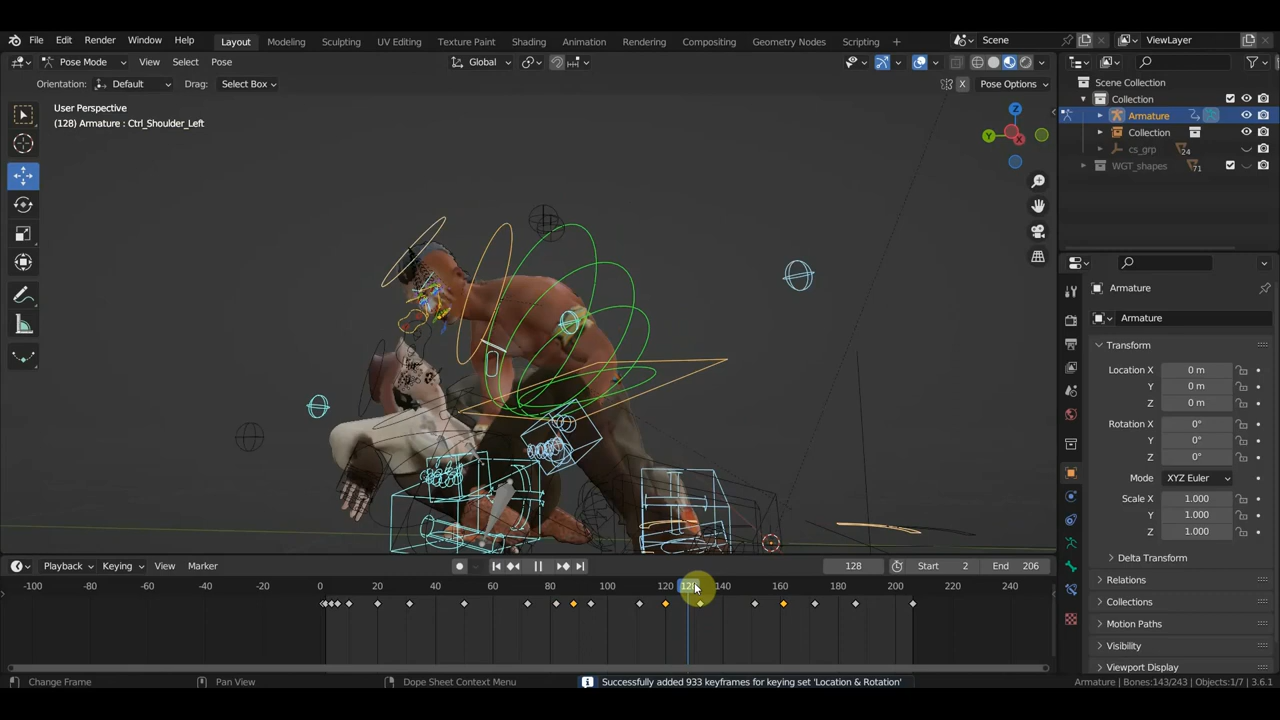 File Edit Render Window Help Layout Modeling Sculpting UV Editing Texture Paint Shading Animation Rendering Compositing Geometry Nodes Scripting + Scene ViewLayer
Pose Mode View Select Pose Global
Orientation: Default Drag: Select Box X Pose Options
User Perspective
(128) Armature : Ctrl_Shoulder_Left
Z
Y
X
Scene Collection
Collection
Armature
Collection
cs_grp 24
WGT_shapes 71
Armature
Armature
Transform
Location X 0 m
Y 0 m
Z 0 m
Rotation X 0°
Y 0°
Z 0°
Mode XYZ Euler
Scale X 1.000
Y 1.000
Z 1.000
Delta Transform
Relations
Collections
Motion Paths
Visibility
Viewport Display
Playback Keying View Marker 128 Start 2 End 206
-100 -80 -60 -40 -20 0 20 40 60 80 100 120 128 140 160 180 200 220 240
Change Frame Pan View Dope Sheet Context Menu Successfully added 933 keyframes for keying set 'Location & Rotation' Armature | Bones:143/243 | Objects:1/7 | 3.6.1